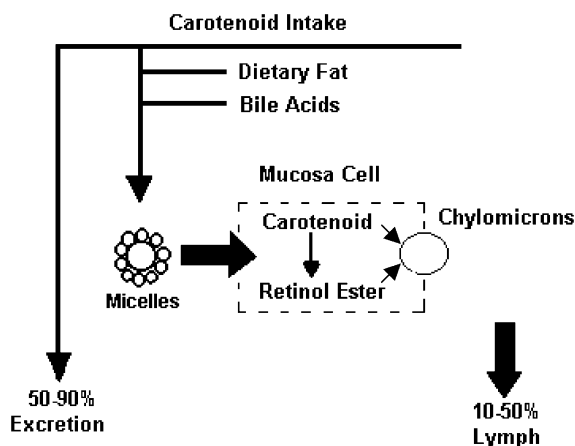 Carotenoid Intake
Dietary Fat
Bile Acids
Mucosa Cell
Carotenoid
Chylomicrons
Retinol Ester
Micelles
50-90%
Excretion
10-50%
Lymph